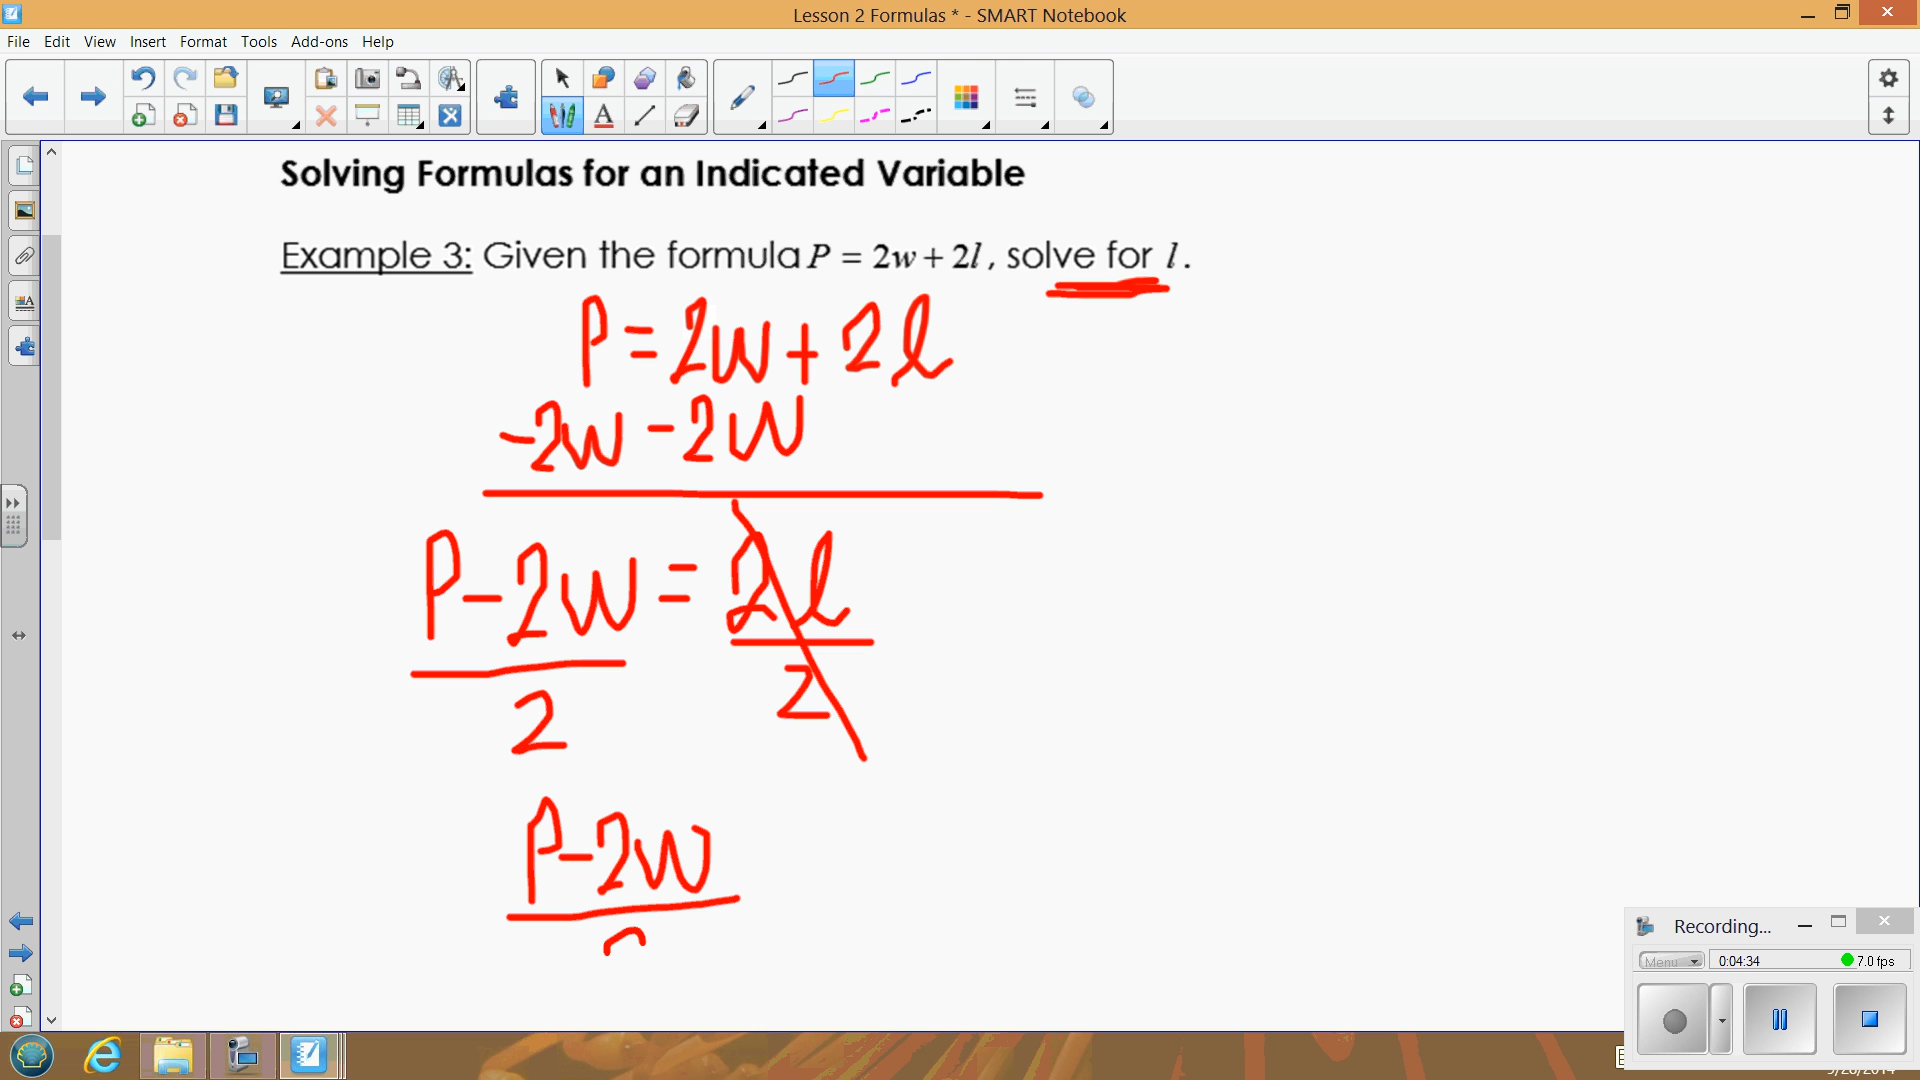 Lesson 2 Formulas * - SMART Notebook
File Edit View Insert Format Tools Add-ons Help
Solving Formulas for an Indicated Variable
Example 3: Given the formula P = 2w + 2l, solve for l.
P = 2W + 2l
-2W -2W
P - 2W = 2l
2 2
P - 2W
Recording...
Menu 0:04:34 7.0 fps